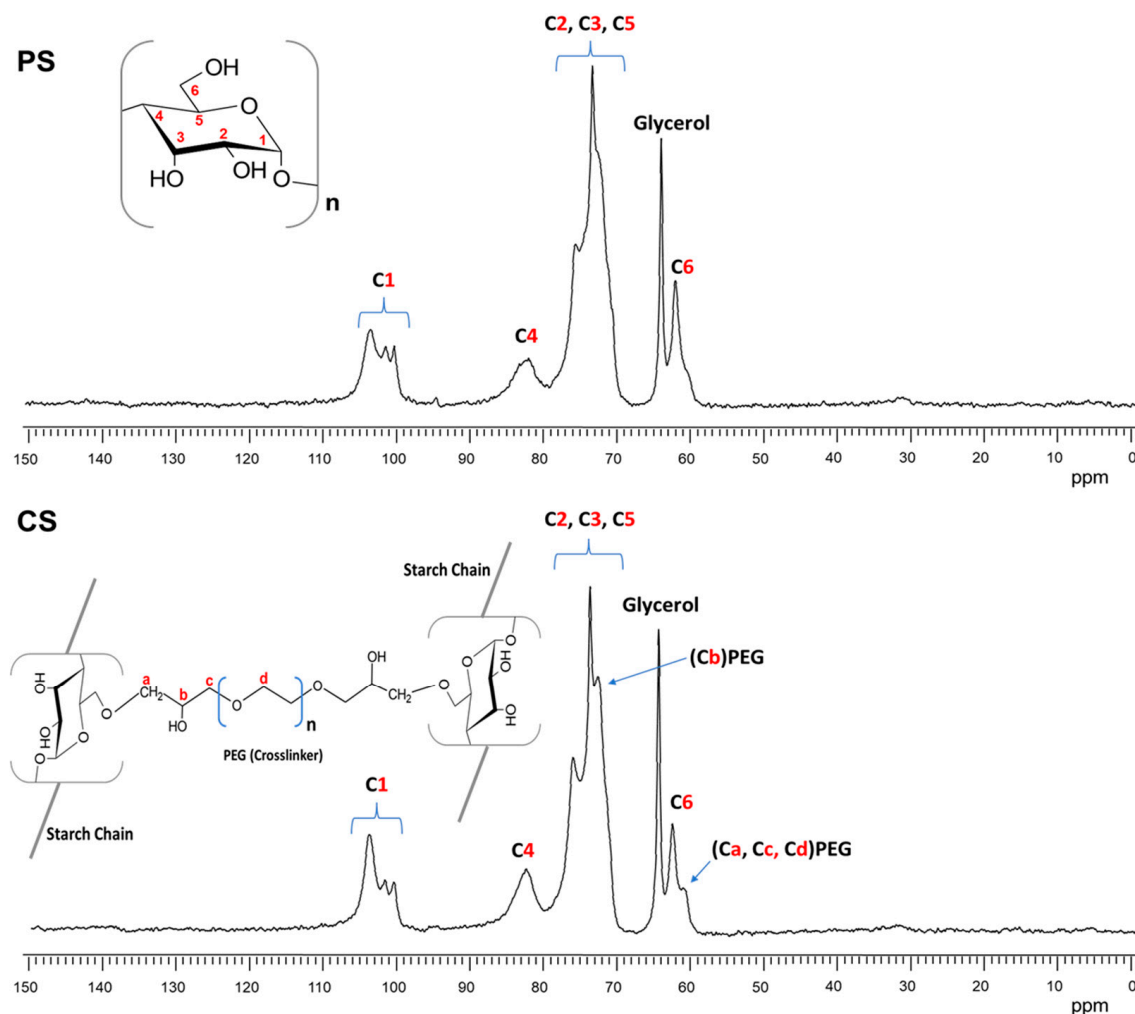 PS
C2, C3, C5
OH
6
O
5
4
3
2
1
HO
OH
O
n
Glycerol
C1
C4
C6
150 140 130 120 110 100 90 80 70 60 50 40 30 20 10 0
ppm
CS
C2, C3, C5
Starch Chain
Glycerol
(Cb)PEG
OH
O
O
OH
OH
a
b
c
d
OH
CH2
O
O
O
O
CH2
O
HO
n
OH
OH
O
O
PEG (Crosslinker)
Starch Chain
C1
C4
C6
(Ca, Cc, Cd)PEG
150 140 130 120 110 100 90 80 70 60 50 40 30 20 10 0
ppm